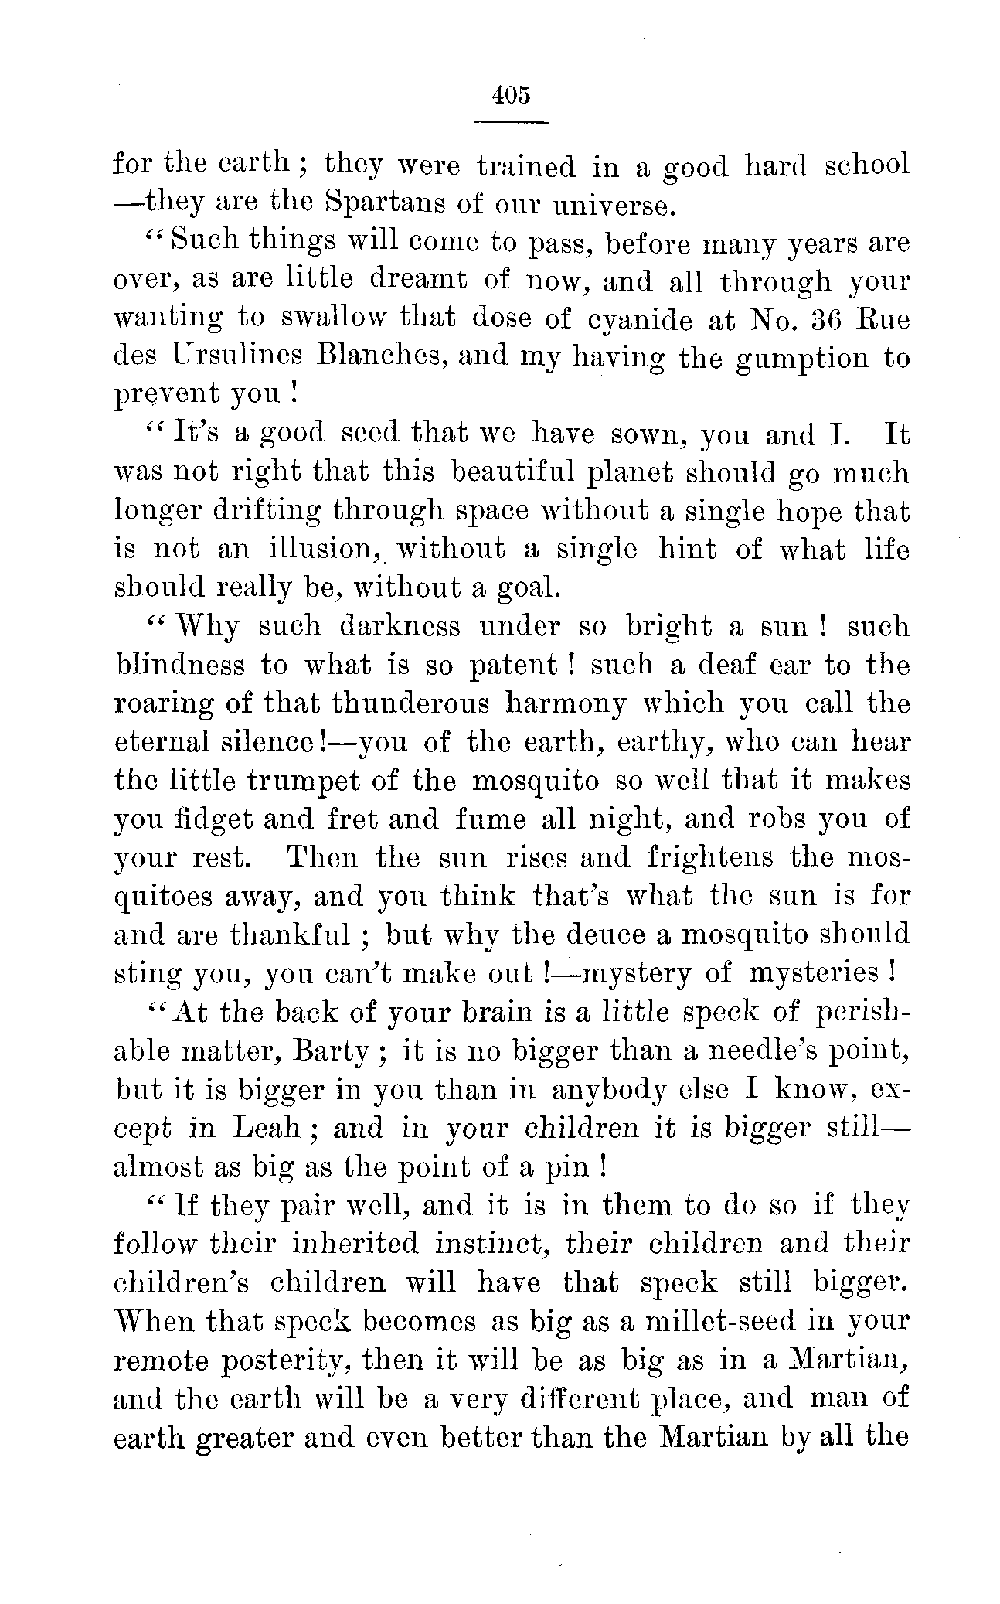 405
for the earth ; they were trained in a good hard school
—they are the Spartans of our universe.
“ Such things will come to pass, before many years are
over, as are little dreamt of now, and all through your
wanting to swallow that dose of cyanide at No. 36 Rue
des Ursulines Blanches, and my having the gumption to
prevent you !
“ It’s a good seed that we have sown, you and I. It
was not right that this beautiful planet should go much
longer drifting through space without a single hope that
is not an illusion, without a single hint of what life
should really be, without a goal.
“ Why such darkness under so bright a sun ! such
blindness to what is so patent ! such a deaf ear to the
roaring of that thunderous harmony which you call the
eternal silence!—you of the earth, earthy, who can hear
the little trumpet of the mosquito so well that it makes
you fidget and fret and fume all night, and robs you of
your rest. Then the sun rises and frightens the mos-
quitoes away, and you think that’s what the sun is for
and are thankful ; but why the deuce a mosquito should
sting you, you can’t make out !—mystery of mysteries !
“At the back of your brain is a little speck of perish-
able matter, Barty ; it is no bigger than a needle’s point,
but it is bigger in you than in anybody else I know, ex-
cept in Leah ; and in your children it is bigger still—
almost as big as the point of a pin !
“ If they pair well, and it is in them to do so if they
follow their inherited instinct, their children and their
children’s children will have that speck still bigger.
When that speck becomes as big as a millet-seed in your
remote posterity, then it will be as big as in a Martian,
and the earth will be a very different place, and man of
earth greater and even better than the Martian by all the